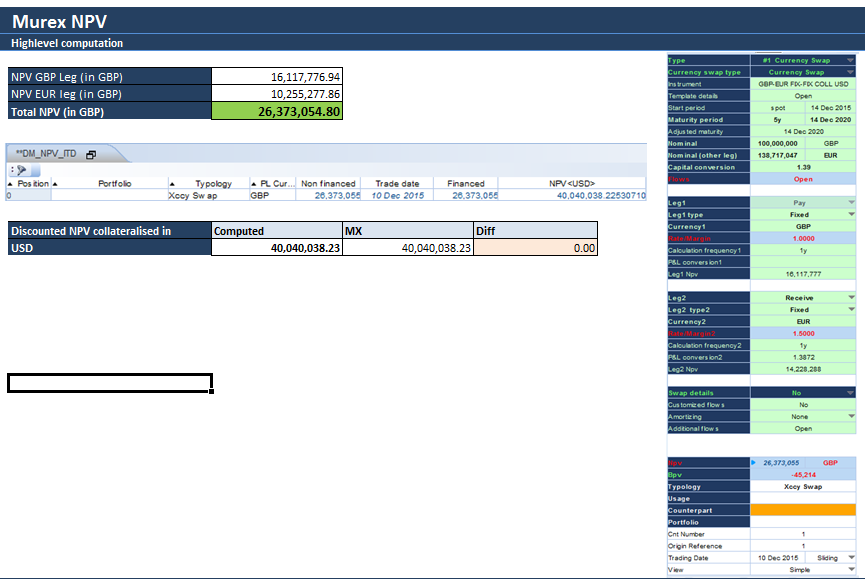 Murex NPV
Highlevel computation
NPV GBP Leg (in GBP) 16,117,776.94
NPV EUR leg (in GBP) 10,255,277.86
Total NPV (in GBP) 26,373,054.80
**DM_NPV_ITD
Position Portfolio Typology PL Cur... Non financed Trade date Financed NPV<USD>
0 Xccy Swap GBP 26,373,055 10 Dec 2015 26,373,055 40,040,038.22530710
Discounted NPV collateralised in Computed MX Diff
USD 40,040,038.23 40,040,038.23 0.00
Type #1 Currency Swap
Currency swap type Currency Swap
Instrument GBP-EUR FIX-FIX COLL USD
Template details Open
Start period spot 14 Dec 2015
Maturity period 5y 14 Dec 2020
Adjusted maturity 14 Dec 2020
Nominal 100,000,000 GBP
Nominal (other leg) 138,717,047 EUR
Capital conversion 1.39
Flows Open
Leg1 Pay
Leg1 type Fixed
Currency1 GBP
Rate/Margin 1.0000
Calculation frequency1 1y
P&L conversion1
Leg1 Npv 16,117,777
Leg2 Receive
Leg2 type2 Fixed
Currency2 EUR
Rate/Margin2 1.5000
Calculation frequency2 1y
P&L conversion2 1.3872
Leg2 Npv 14,228,288
Swap details No
Customized flows No
Amortizing None
Additional flows Open
Npv 26,373,055 GBP
Bpv -45,214
Typology Xccy Swap
Usage
Counterpart
Portfolio
Cnt Number 1
Origin Reference 1
Trading Date 10 Dec 2015 Sliding
View Simple